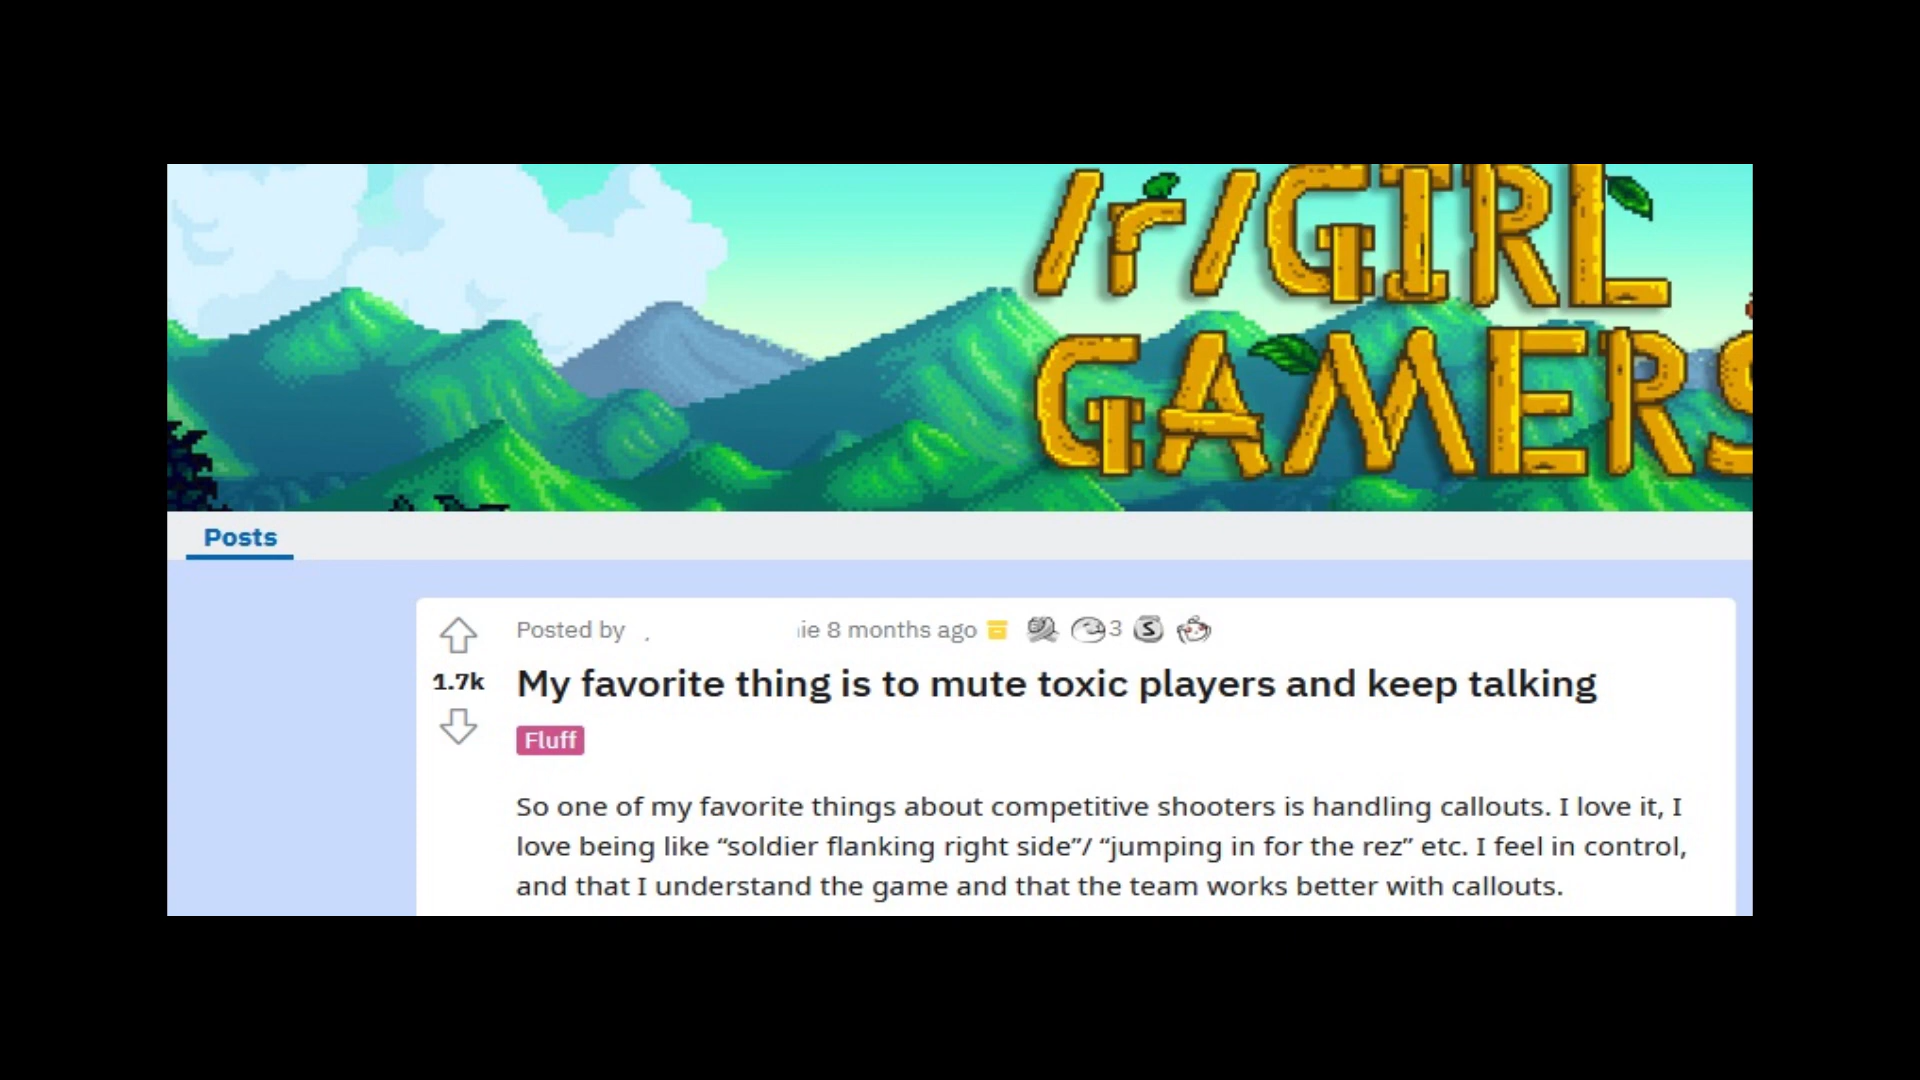 /r/GIRL
GAMERS
Posted by ie 8 months ago 3
1.7k
My favorite thing is to mute toxic players and keep talking
Fluff
So one of my favorite things about competitive shooters is handling callouts. I love it, I
love being like “soldier flanking right side”/ “jumping in for the rez” etc. I feel in control,
and that I understand the game and that the team works better with callouts.
Posts